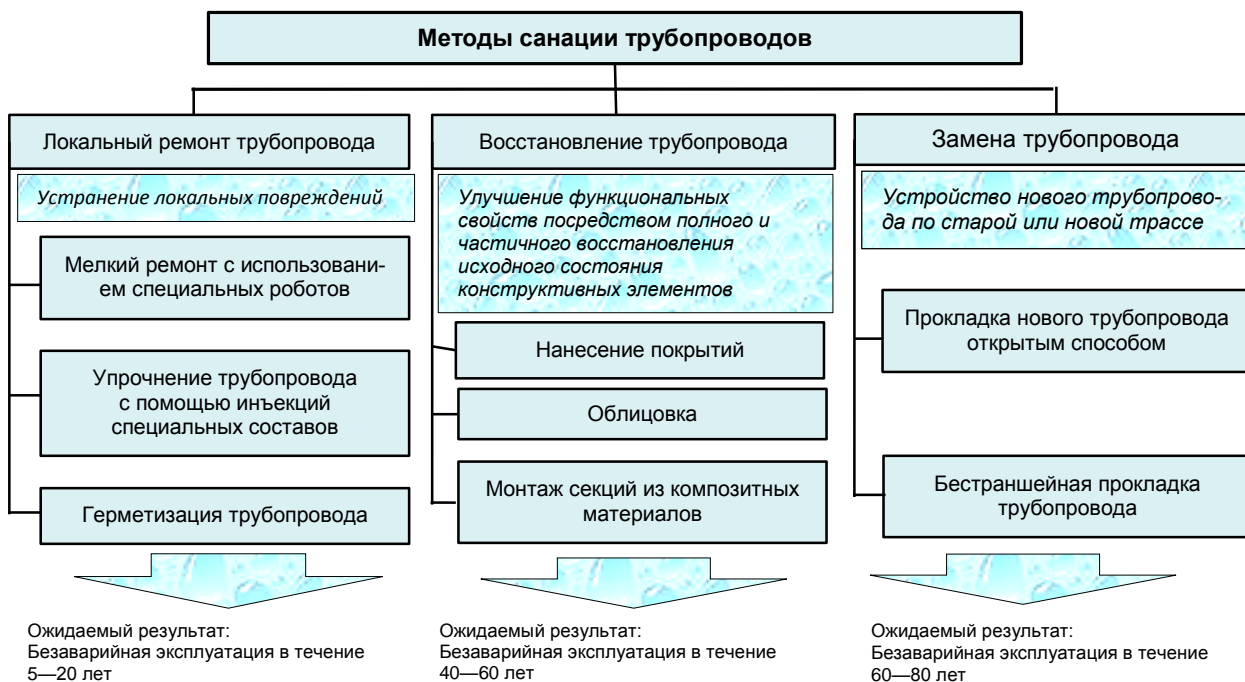 Методы санации трубопроводов
Локальный ремонт трубопровода
Устранение локальных повреждений
Мелкий ремонт с использовани-
ем специальных роботов
Упрочнение трубопровода
с помощью инъекций
специальных составов
Герметизация трубопровода
Ожидаемый результат:
Безаварийная эксплуатация в течение
5—20 лет
Восстановление трубопровода
Улучшение функциональных
свойств посредством полного и
частичного восстановления
исходного состояния
конструктивных элементов
Нанесение покрытий
Облицовка
Монтаж секций из композитных
материалов
Ожидаемый результат:
Безаварийная эксплуатация в течение
40—60 лет
Замена трубопровода
Устройство нового трубопрово-
да по старой или новой трассе
Прокладка нового трубопровода
открытым способом
Бестраншейная прокладка
трубопровода
Ожидаемый результат:
Безаварийная эксплуатация в течение
60—80 лет